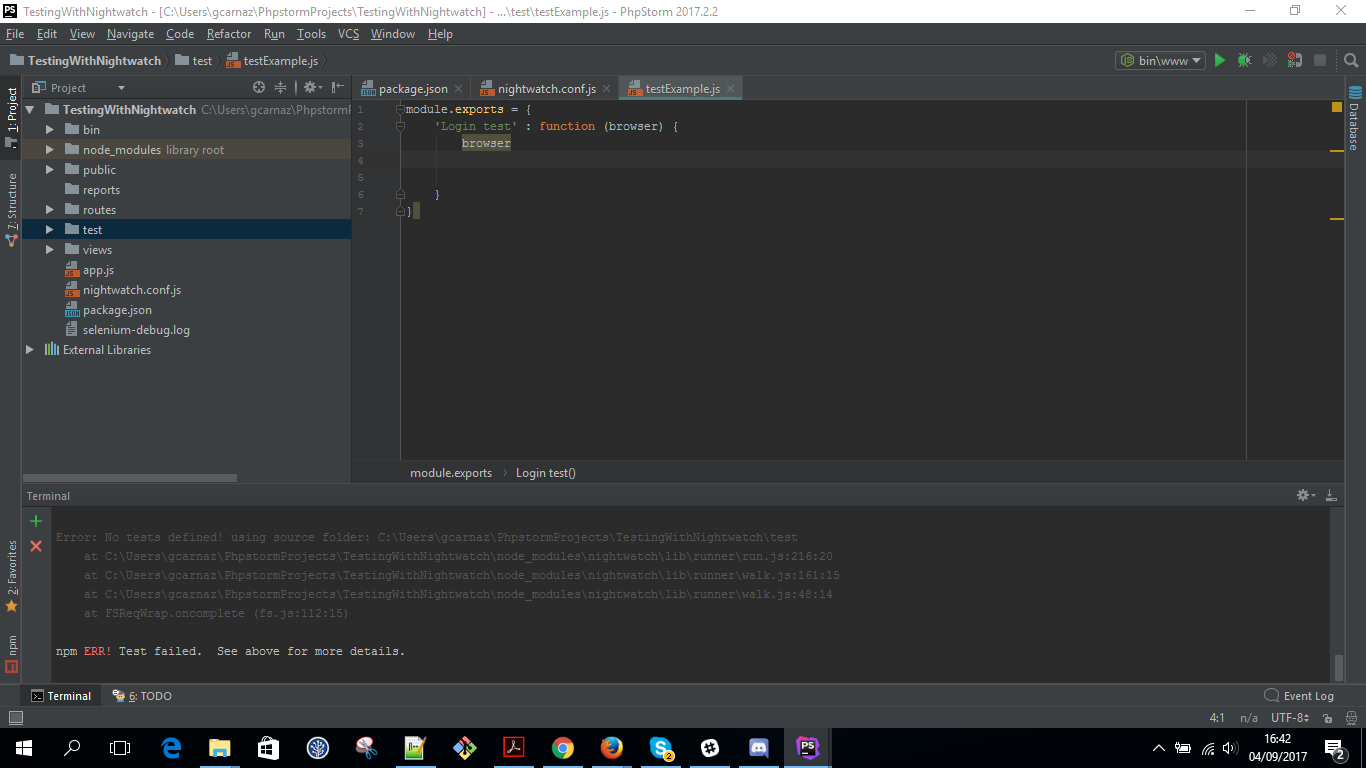 TestingWithNightwatch - [C:\Users\gcarnaz\PhpstormProjects\TestingWithNightwatch] - ...\test\testExample.js - PhpStorm 2017.2.2
File Edit View Navigate Code Refactor Run Tools VCS Window Help
TestingWithNightwatch test testExample.js
bin\www
Project
package.json
nightwatch.conf.js
testExample.js
1: Project
7: Structure
2: Favorites
npm
Database
TestingWithNightwatch C:\Users\gcarnaz\Phpstorm
bin
node_modules library root
public
reports
routes
test
views
app.js
nightwatch.conf.js
package.json
selenium-debug.log
External Libraries
1 module.exports = {
2 'Login test' : function (browser) {
3 browser
4
5
6 }
7 }
module.exports Login test()
Terminal
Error: No tests defined! using source folder: C:\Users\gcarnaz\PhpstormProjects\TestingWithNightwatch\test
at C:\Users\gcarnaz\PhpstormProjects\TestingWithNightwatch\node_modules\nightwatch\lib\runner\run.js:216:20
at C:\Users\gcarnaz\PhpstormProjects\TestingWithNightwatch\node_modules\nightwatch\lib\runner\walk.js:161:15
at C:\Users\gcarnaz\PhpstormProjects\TestingWithNightwatch\node_modules\nightwatch\lib\runner\walk.js:48:14
at FSReqWrap.oncomplete (fs.js:112:15)
npm ERR! Test failed.  See above for more details.
Terminal
6: TODO
Event Log
4:1 n/a UTF-8
16:42
04/09/2017
2
2